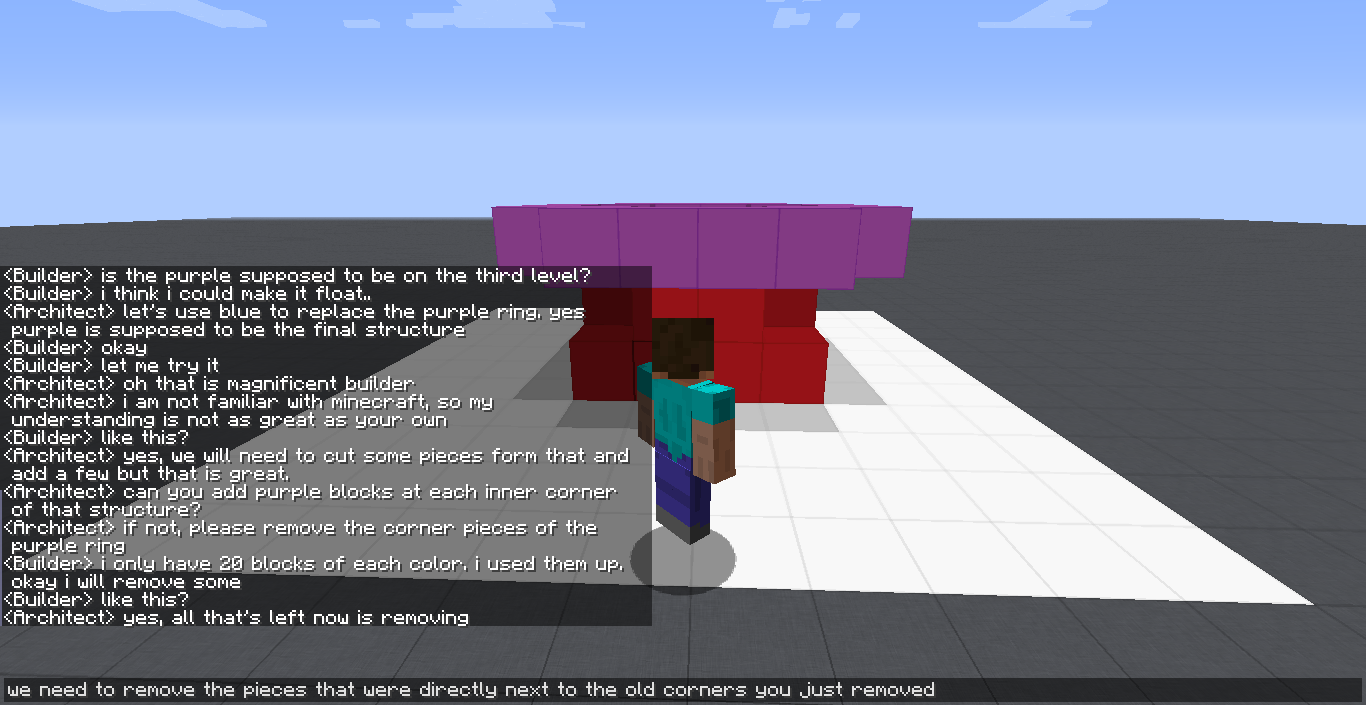 <Builder> is the purple supposed to be on the third level?
<Builder> i think i could make it float..
<Architect> let's use blue to replace the purple ring. yes
purple is supposed to be the final structure
<Builder> okay
<Builder> let me try it
<Architect> oh that is magnificent builder
<Architect> i am not familiar with minecraft, so my
understanding is not as great as your own
<Builder> like this?
<Architect> yes, we will need to cut some pieces form that and
add a few but that is great.
<Architect> can you add purple blocks at each inner corner
of that structure?
<Architect> if not, please remove the corner pieces of the
purple ring
<Builder> i only have 20 blocks of each color. i used them up.
okay i will remove some
<Builder> like this?
<Architect> yes, all that's left now is removing
we need to remove the pieces that were directly next to the old corners you just removed